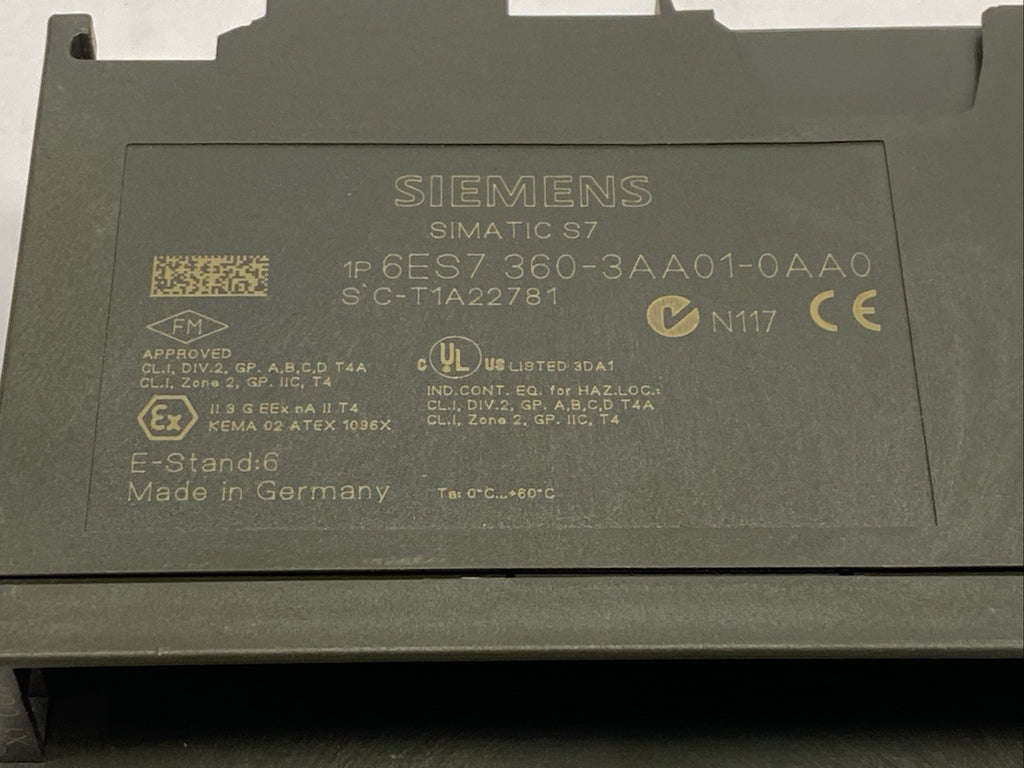 SIEMENS
SIMATIC S7
1P 6ES7 360-3AA01-0AA0
S`C-T1A22781
N117 CE
FM
APPROVED
CL.I, DIV.2, GP. A,B,C,D T4A
CL.I, Zone 2, GP. IIC, T4
C UL US LISTED 3DA1
IND.CONT. EQ. for HAZ.LOC.:
CL.I, DIV.2, GP. A,B,C,D T4A
CL.I, Zone 2, GP. IIC, T4
Ex II 3 G EEx nA II T4
KEMA 02 ATEX 1096X
E-Stand:6
Made in Germany
Ta: 0°C...+60°C